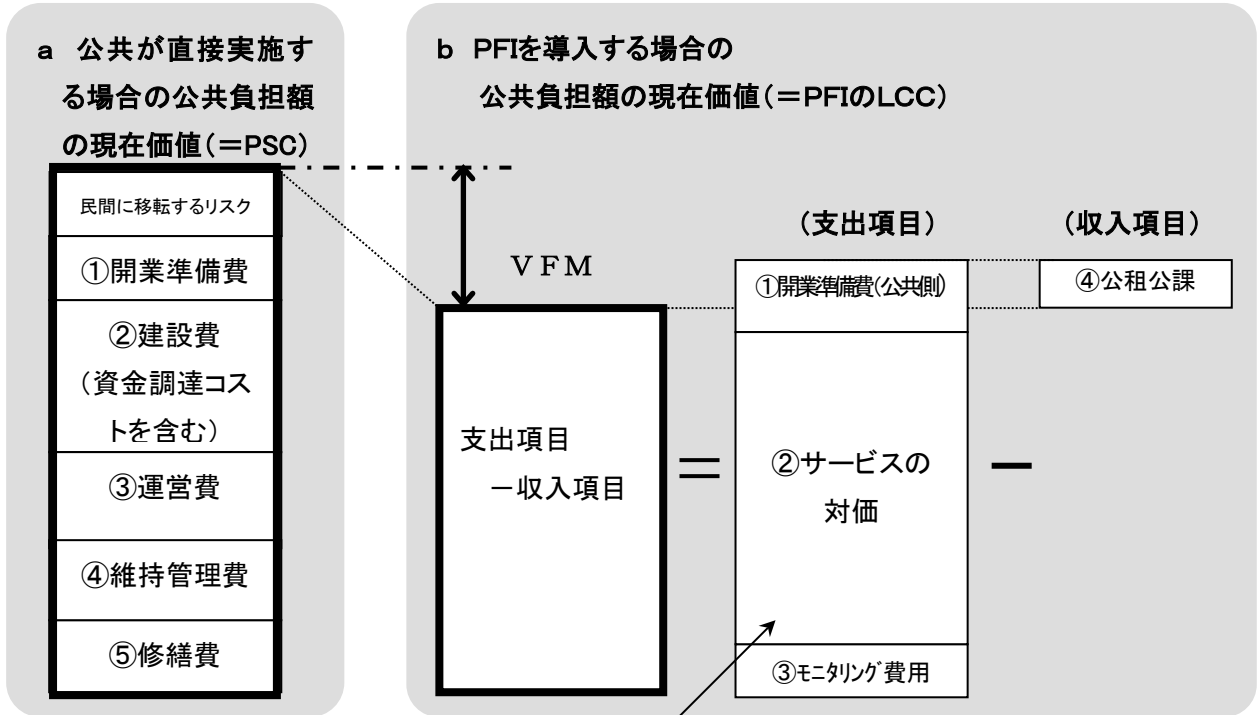 a 公共が直接実施す
る場合の公共負担額
の現在価値(=PSC)
民間に移転するリスク
①開業準備費
②建設費
(資金調達コス
トを含む)
③運営費
④維持管理費
⑤修繕費
b PFIを導入する場合の
公共負担額の現在価値(=PFIのLCC)
VFM
支出項目
-収入項目
=
(支出項目)
①開業準備費(公共側)
②サービスの
対価
③モニタリング費用
-
(収入項目)
④公租公課